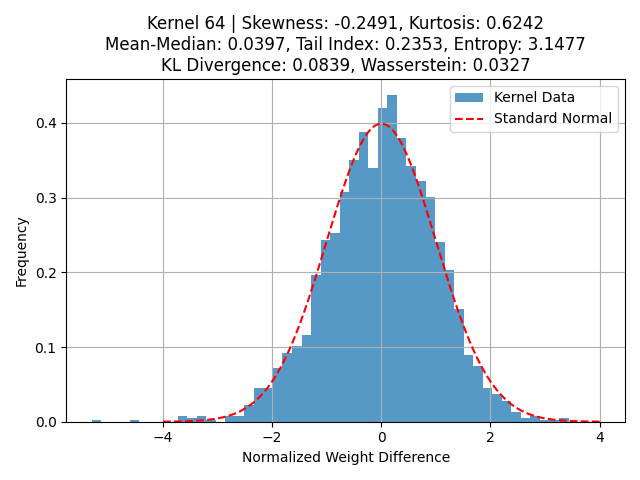 Kernel 64 | Skewness: -0.2491, Kurtosis: 0.6242
Mean-Median: 0.0397, Tail Index: 0.2353, Entropy: 3.1477
KL Divergence: 0.0839, Wasserstein: 0.0327
Kernel Data
Standard Normal
Frequency
0.4
0.3
0.2
0.1
0.0
−4 −2 0 2 4
Normalized Weight Difference